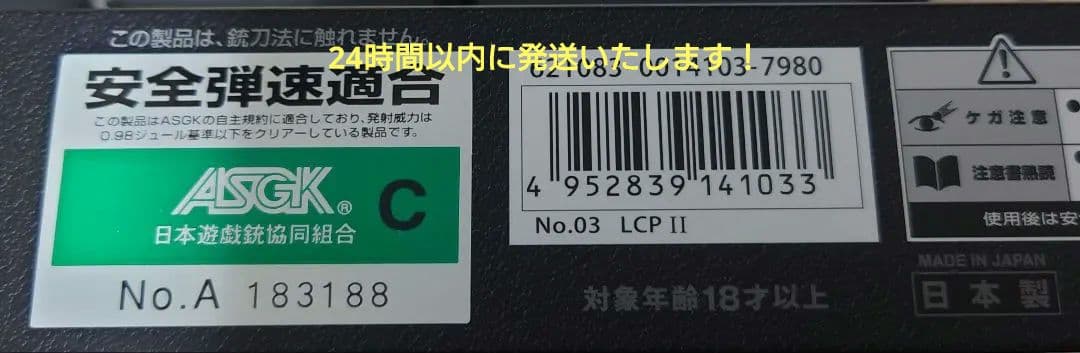 この製品は、銃刀法に触れません。
24時間以内に発送いたします！
安全弾速適合
この製品はASGKの自主規約に適合しており、発射威力は
0.98ジュール基準以下をクリアーしている製品です。
ASGK® C
日本遊戯銃協同組合
No.A 183188
021083-0014103-7980
4 952839 141033
No.03 LCP II
対象年齢18才以上
ケガ注意
注意書熟読
使用後は安
MADE IN JAPAN
日本製